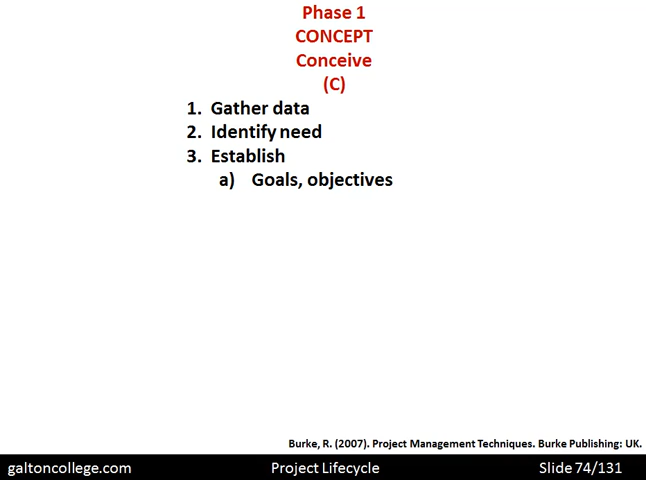 Phase 1
CONCEPT
Conceive
(C)
1. Gather data
2. Identify need
3. Establish
a) Goals, objectives
Burke, R. (2007). Project Management Techniques. Burke Publishing: UK.
galtoncollege.com Project Lifecycle Slide 74/131